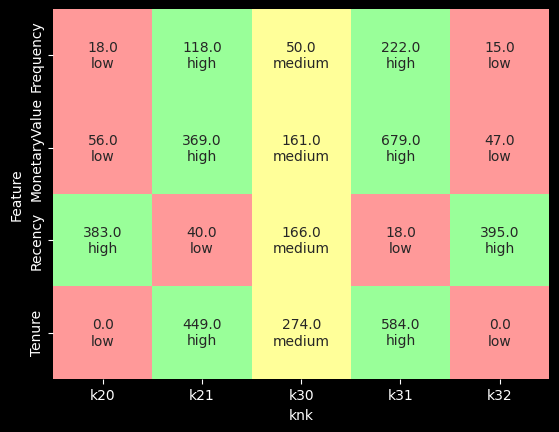 Feature
Frequency
18.0
low
118.0
high
50.0
medium
222.0
high
15.0
low
MonetaryValue
56.0
low
369.0
high
161.0
medium
679.0
high
47.0
low
Recency
383.0
high
40.0
low
166.0
medium
18.0
low
395.0
high
Tenure
0.0
low
449.0
high
274.0
medium
584.0
high
0.0
low
k20
k21
k30
k31
k32
knk